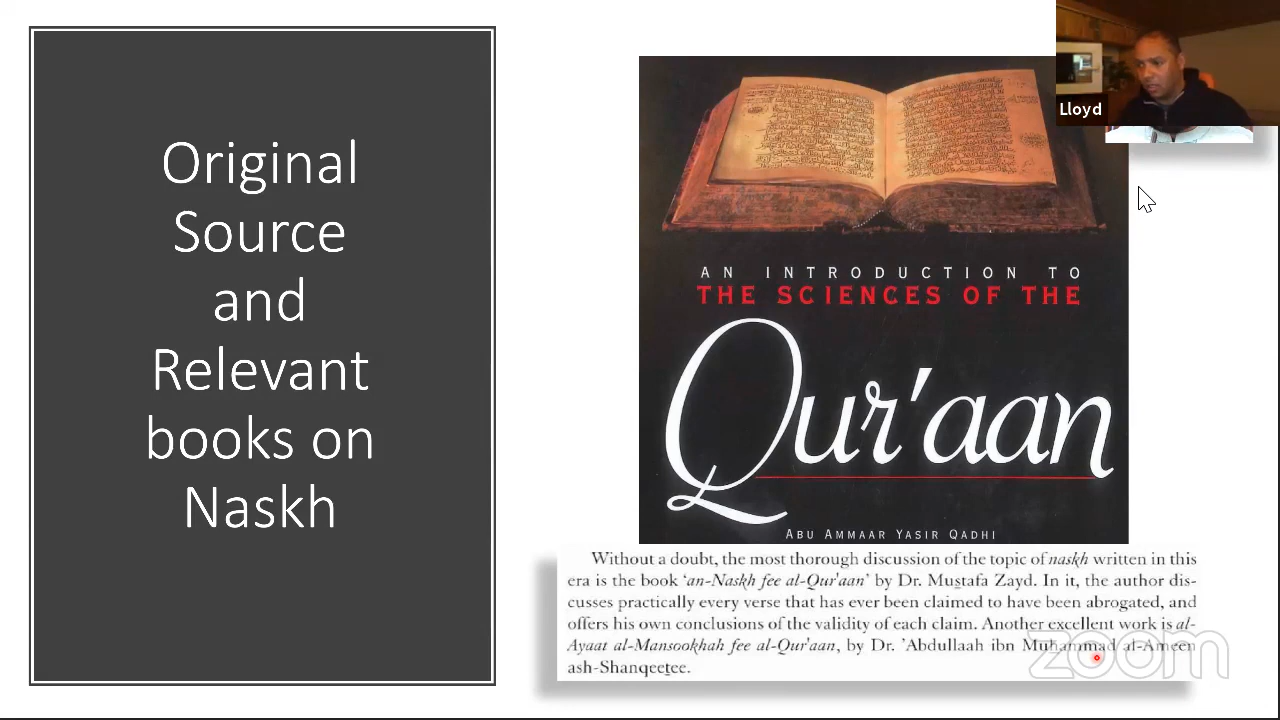 Original
Source
and
Relevant
books on
Naskh
AN INTRODUCTION TO
THE SCIENCES OF THE
Qur'aan
ABU AMMAAR YASIR QADHI
Without a doubt, the most thorough discussion of the topic of naskh written in this
era is the book ‘an-Naskh fee al-Qur'aan’ by Dr. Mustafa Zayd. In it, the author dis-
cusses practically every verse that has ever been claimed to have been abrogated, and
offers his own conclusions of the validity of each claim. Another excellent work is al-
Ayaat al-Mansookhah fee al-Qur'aan, by Dr. 'Abdullaah ibn Muhammad al-Ameen
ash-Shanqeetee.
Lloyd
zoom